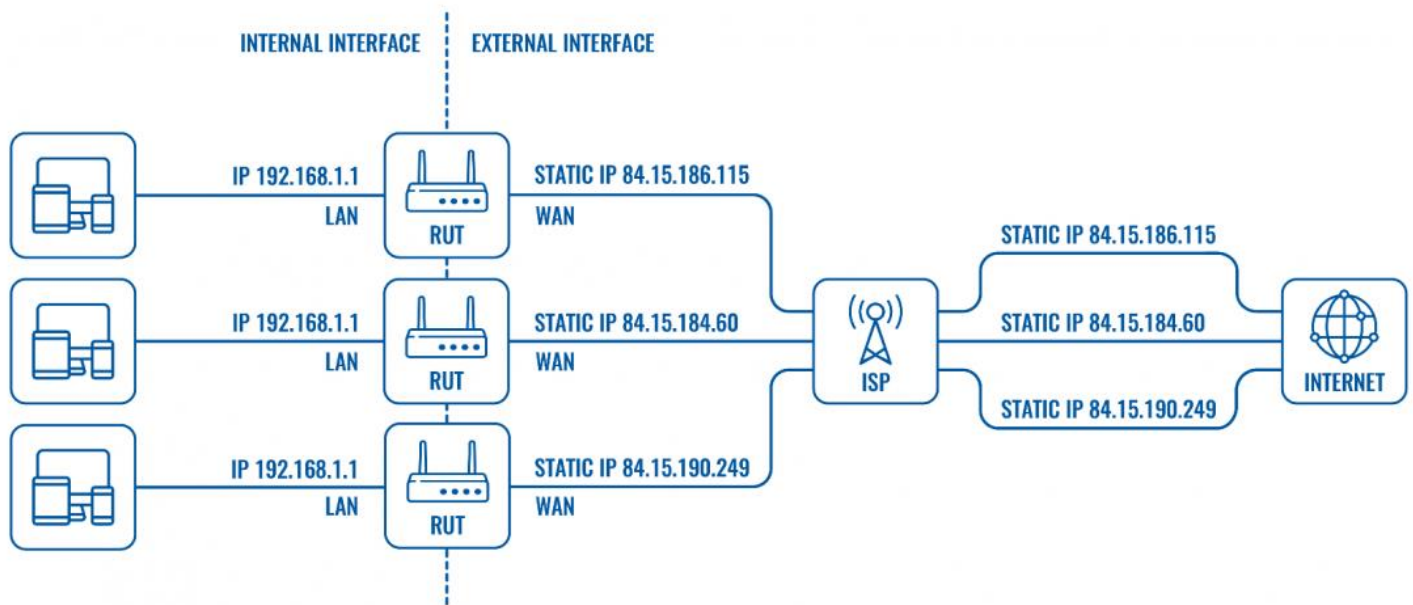 INTERNAL INTERFACE
EXTERNAL INTERFACE
IP 192.168.1.1
LAN
RUT
STATIC IP 84.15.186.115
WAN
IP 192.168.1.1
LAN
RUT
STATIC IP 84.15.184.60
WAN
IP 192.168.1.1
LAN
RUT
STATIC IP 84.15.190.249
WAN
ISP
STATIC IP 84.15.186.115
STATIC IP 84.15.184.60
STATIC IP 84.15.190.249
INTERNET